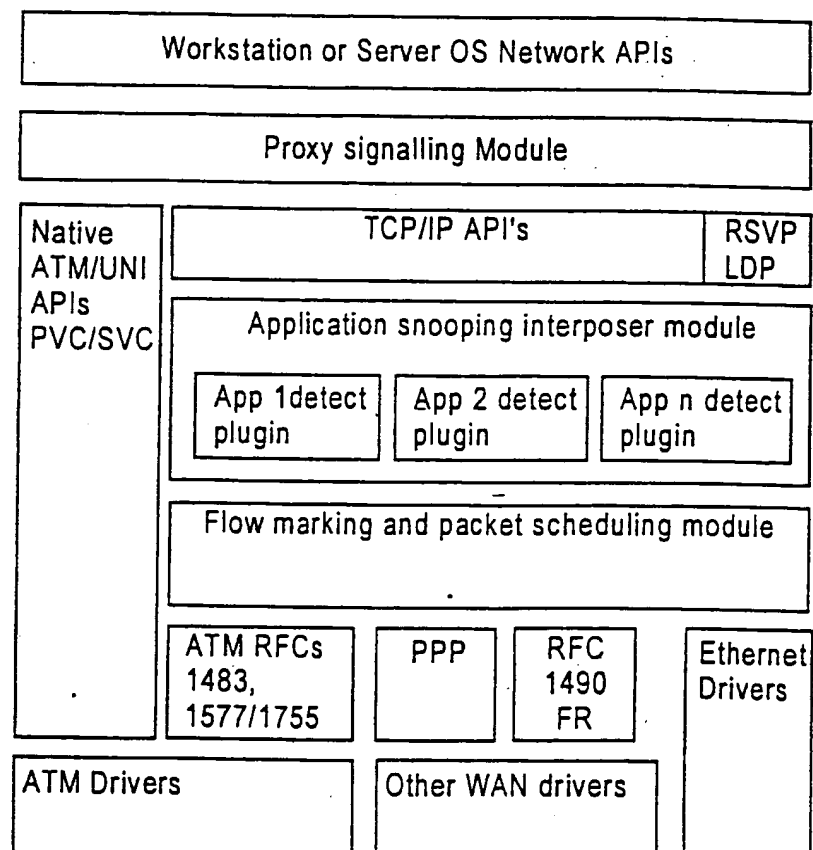 Workstation or Server OS Network APIs
Proxy signalling Module
Native
ATM/UNI
APIs
PVC/SVC
TCP/IP API's
RSVP
LDP
Application snooping interposer module
App 1detect
plugin
App 2 detect
plugin
App n detect
plugin
Flow marking and packet scheduling module
ATM RFCs
1483,
1577/1755
PPP
RFC
1490
FR
Ethernet
Drivers
ATM Drivers
Other WAN drivers